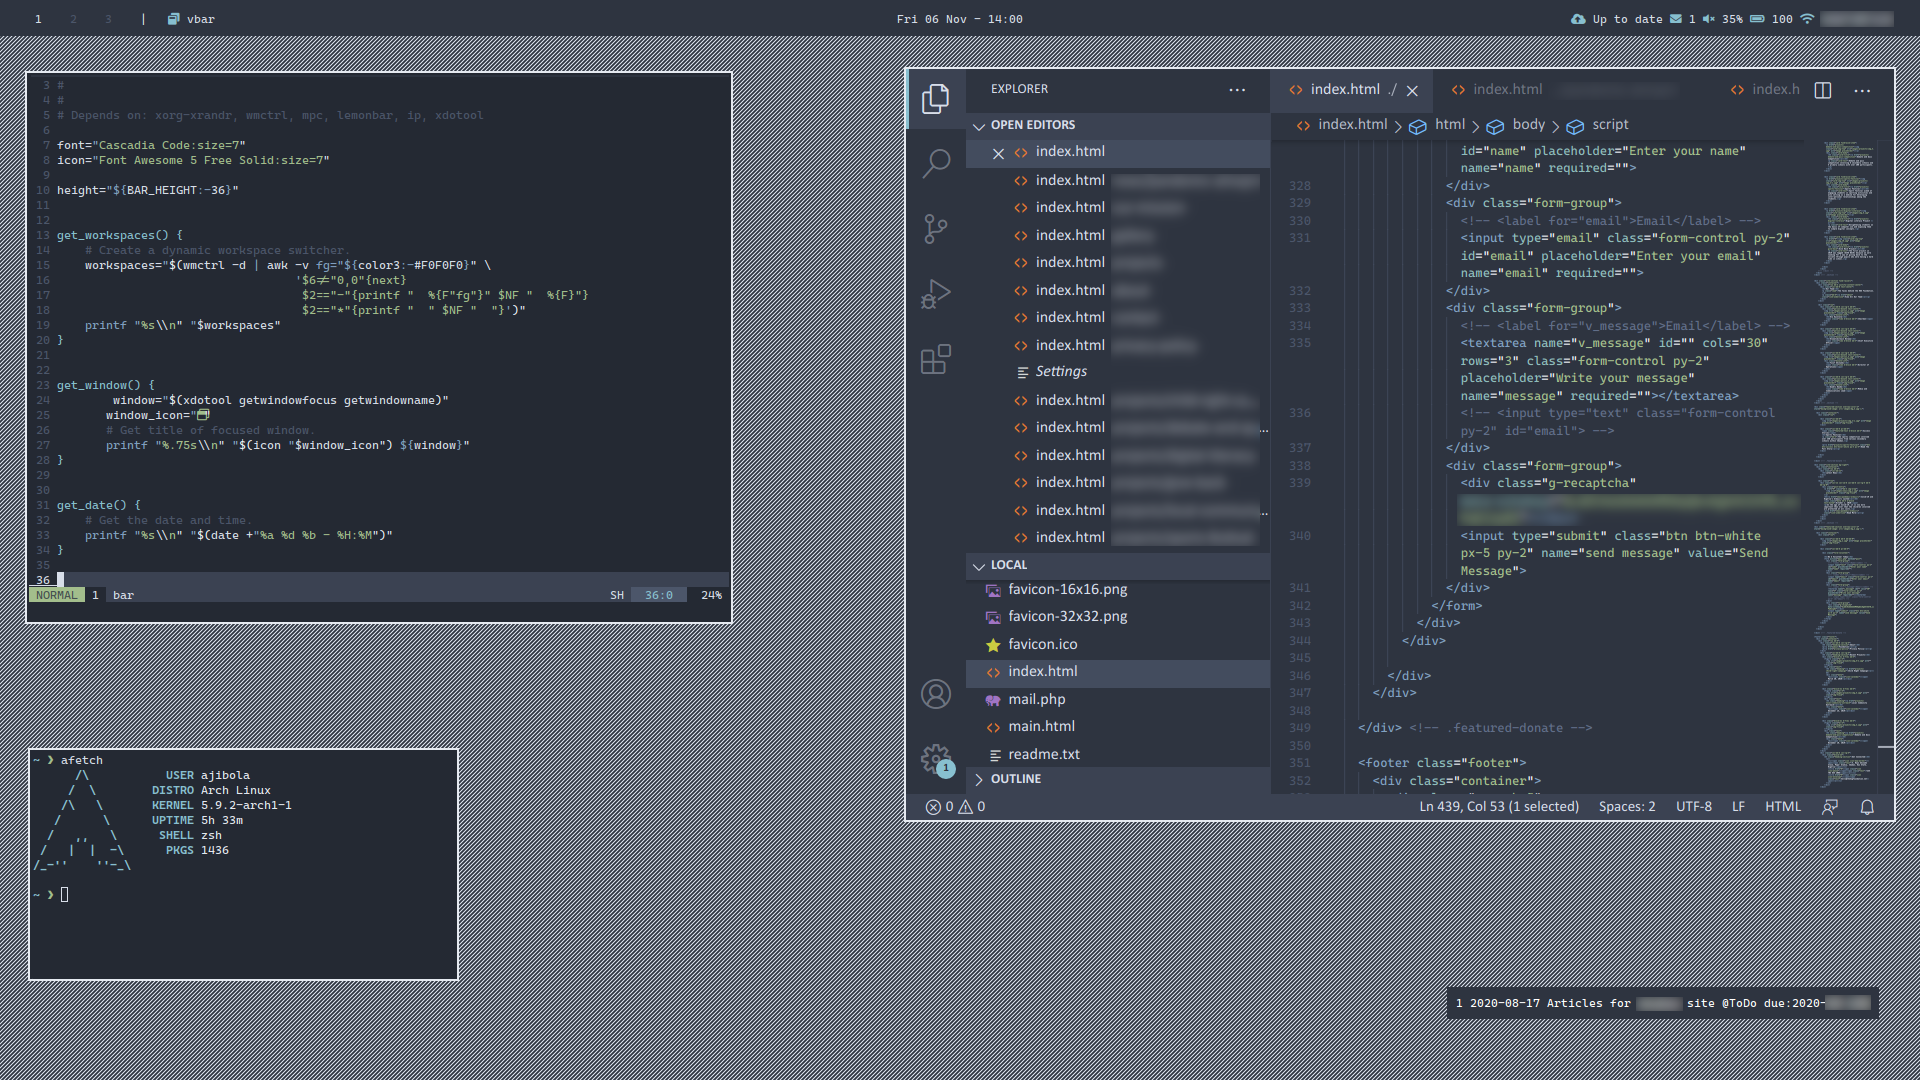 1 2 3 | vbar
Fri 06 Nov - 14:00
Up to date 1 35% 100
3 #
4 #
5 # Depends on: xorg-xrandr, wmctrl, mpc, lemonbar, ip, xdotool
6
7 font="Cascadia Code:size=7"
8 icon="Font Awesome 5 Free Solid:size=7"
9
10 height="${BAR_HEIGHT:-36}"
11
12
13 get_workspaces() {
14 # Create a dynamic workspace switcher.
15 workspaces="$(wmctrl -d | awk -v fg="${color3:-#F0F0F0}" \
16 '$6≠"0,0"{next}
17 $2=="-"{printf "  %{F"fg"}" $NF "  %{F}"}
18 $2=="*"{printf "  " $NF "  "}')"
19 printf "%s\\n" "$workspaces"
20 }
21
22
23 get_window() {
24 window="$(xdotool getwindowfocus getwindowname)"
25 window_icon="
26 # Get title of focused window.
27 printf "%.75s\\n" "$(icon "$window_icon") ${window}"
28 }
29
30
31 get_date() {
32 # Get the date and time.
33 printf "%s\\n" "$(date +"%a %d %b - %H:%M")"
34 }
35
36
NORMAL 1 bar SH 36:0 24%
~ ❯ afetch
/\ USER ajibola
/ \ DISTRO Arch Linux
/\ \ KERNEL 5.9.2-arch1-1
/ \ UPTIME 5h 33m
/ ,, \ SHELL zsh
/ | | -\ PKGS 1436
/_-'' ''-_\
~ ❯
EXPLORER ...
OPEN EDITORS
index.html
index.html
index.html
index.html
index.html
index.html
index.html
index.html
Settings
index.html
index.html ...
index.html
index.html
index.html ..
index.html
LOCAL
favicon-16x16.png
favicon-32x32.png
favicon.ico
index.html
mail.php
main.html
readme.txt
OUTLINE
1
index.html ./ index.html index.h ...
index.html > html > body > script
id="name" placeholder="Enter your name"
name="name" required="">
328 </div>
329 <div class="form-group">
330 <!-- <label for="email">Email</label> -->
331 <input type="email" class="form-control py-2"
id="email" placeholder="Enter your email"
name="email" required="">
332 </div>
333 <div class="form-group">
334 <!-- <label for="v_message">Email</label> -->
335 <textarea name="v_message" id="" cols="30"
rows="3" class="form-control py-2"
placeholder="Write your message"
name="message" required=""></textarea>
336 <!-- <input type="text" class="form-control
py-2" id="email"> -->
337 </div>
338 <div class="form-group">
339 <div class="g-recaptcha"
340 <input type="submit" class="btn btn-white
px-5 py-2" name="send message" value="Send
Message">
341 </div>
342 </form>
343 </div>
344 </div>
345
346 </div>
347 </div>
348
349 </div> <!-- .featured-donate -->
350
351 <footer class="footer">
352 <div class="container">
0 0 Ln 439, Col 53 (1 selected) Spaces: 2 UTF-8 LF HTML
1 2020-08-17 Articles for site @ToDo due:2020-